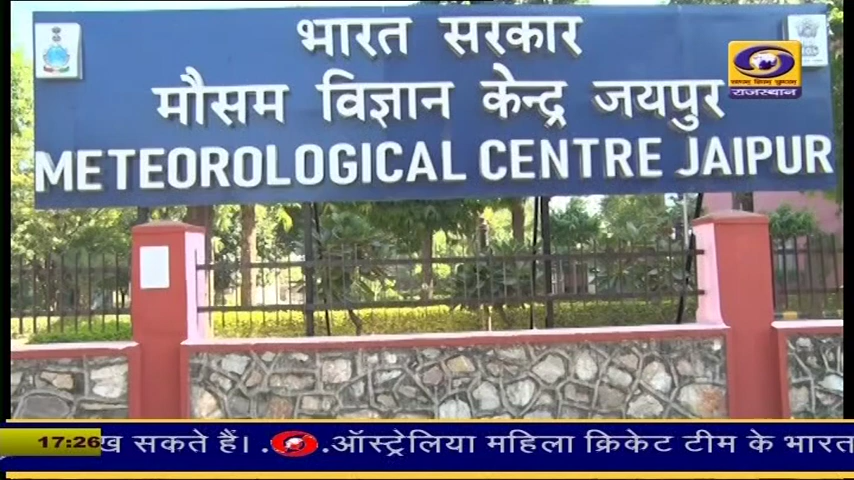 भारत सरकार
मौसम विज्ञान केन्द्र जयपुर
METEOROLOGICAL CENTRE JAIPUR
राजस्थान
17:26 ख सकते हैं। ऑस्ट्रेलिया महिला क्रिकेट टीम के भारत